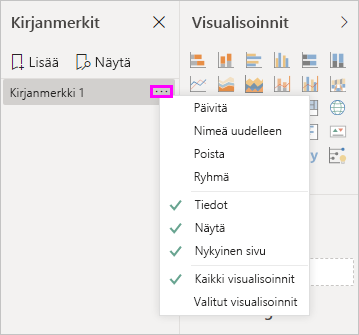 Kirjanmerkit
Visualisoinnit
Lisää
Näytä
Kirjanmerkki 1
Päivitä
Nimeä uudelleen
Poista
Ryhmä
Tiedot
Näytä
Nykyinen sivu
Kaikki visualisoinnit
Valitut visualisoinnit